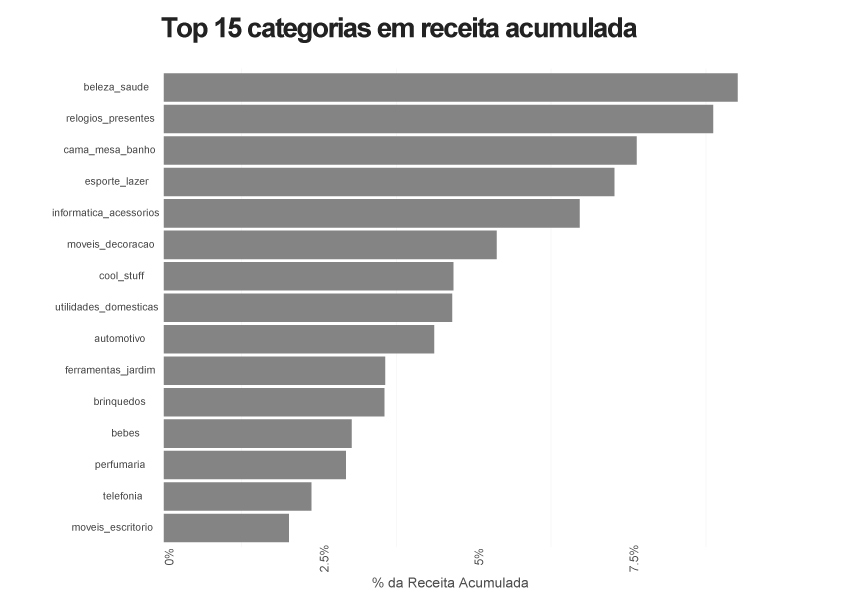 Top 15 categorias em receita acumulada
beleza_saude
relogios_presentes
cama_mesa_banho
esporte_lazer
informatica_acessorios
moveis_decoracao
cool_stuff
utilidades_domesticas
automotivo
ferramentas_jardim
brinquedos
bebes
perfumaria
telefonia
moveis_escritorio
0%
2.5%
5%
7.5%
% da Receita Acumulada